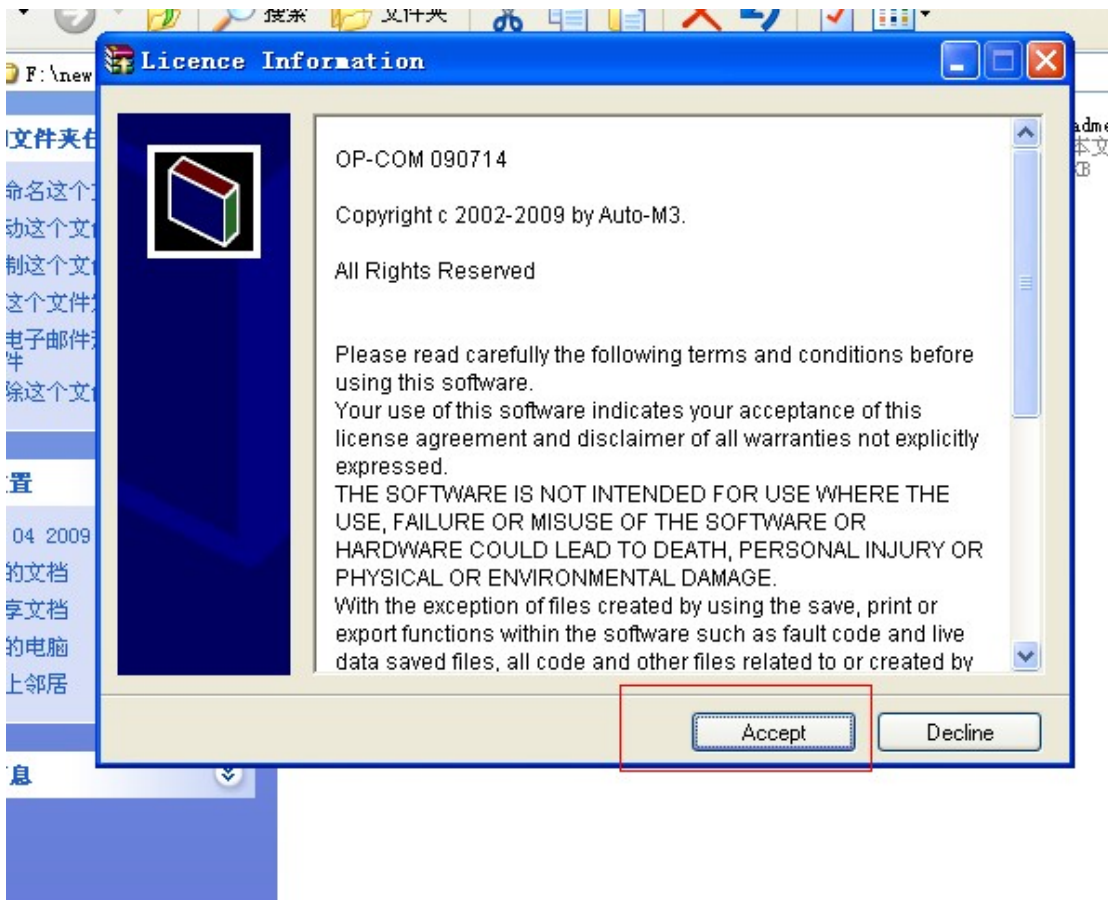 搜索
文件夹
Licence Information
F:\new
命名这个文
动这个文
制这个文
这个文件
电子邮件
件
除这个文
置
04 2009
的文档
享文档
的电脑
上邻居
息
OP-COM 090714
Copyright c 2002-2009 by Auto-M3.
All Rights Reserved
Please read carefully the following terms and conditions before
using this software.
Your use of this software indicates your acceptance of this
license agreement and disclaimer of all warranties not explicitly
expressed.
THE SOFTWARE IS NOT INTENDED FOR USE WHERE THE
USE, FAILURE OR MISUSE OF THE SOFTWARE OR
HARDWARE COULD LEAD TO DEATH, PERSONAL INJURY OR
PHYSICAL OR ENVIRONMENTAL DAMAGE.
With the exception of files created by using the save, print or
export functions within the software such as fault code and live
data saved files, all code and other files related to or created by
Accept
Decline